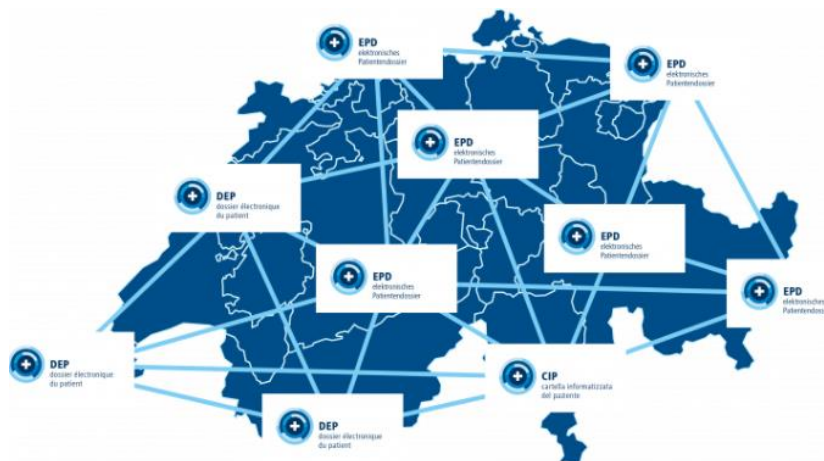 EPD
elektronisches
Patientendossier
EPD
elektronisches
Patientendossier
EPD
elektronisches
Patientendossier
DEP
dossier électronique
du patient
EPD
elektronisches
Patientendossier
EPD
elektronisches
Patientendossier
EPD
elektronisches
Patientendoss
DEP
dossier électronique
du patient
CIP
cartella informatizzata
del paziente
DEP
dossier électronique
du patient